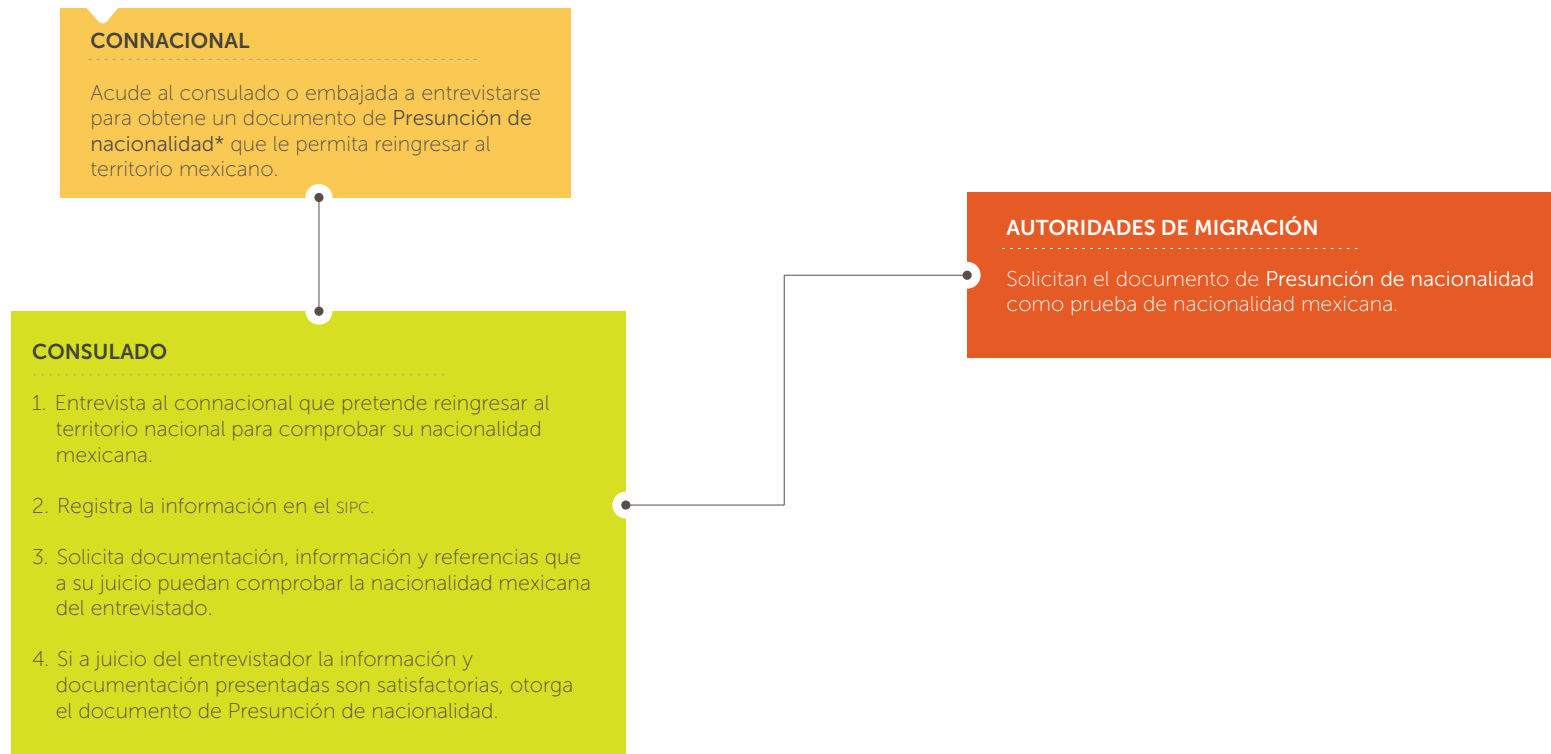 CONNACIONAL
Acude al consulado o embajada a entrevistarse
para obtene un documento de Presunción de
nacionalidad* que le permita reingresar al
territorio mexicano.
CONSULADO
1. Entrevista al connacional que pretende reingresar al
territorio nacional para comprobar su nacionalidad
mexicana.
2. Registra la información en el SIPC.
3. Solicita documentación, información y referencias que
a su juicio puedan comprobar la nacionalidad mexicana
del entrevistado.
4. Si a juicio del entrevistador la información y
documentación presentadas son satisfactorias, otorga
el documento de Presunción de nacionalidad.
AUTORIDADES DE MIGRACIÓN
Solicitan el documento de Presunción de nacionalidad
como prueba de nacionalidad mexicana.